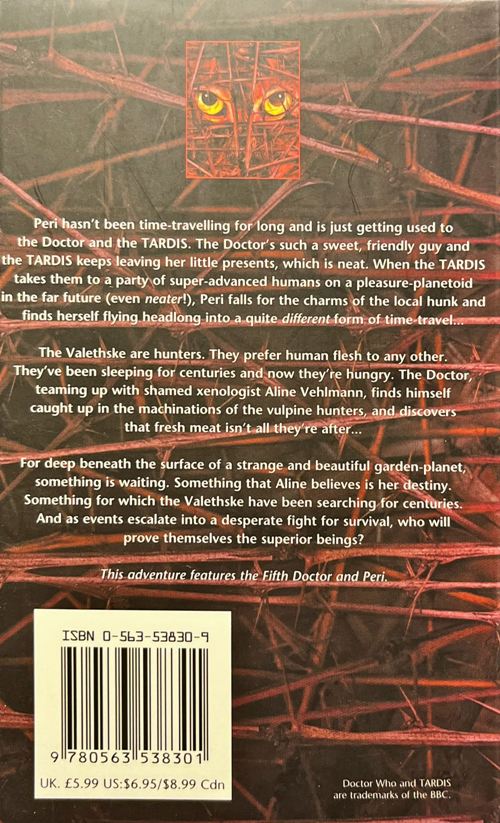 Peri hasn't been time-travelling for long and is just getting used to
the Doctor and the TARDIS. The Doctor's such a sweet, friendly guy and
the TARDIS keeps leaving her little presents, which is neat. When the TARDIS
takes them to a party of super-advanced humans on a pleasure-planetoid
in the far future (even neater!), Peri falls for the charms of the local hunk and
finds herself flying headlong into a quite different form of time-travel...
The Valethske are hunters. They prefer human flesh to any other.
They've been sleeping for centuries and now they're hungry. The Doctor,
teaming up with shamed xenologist Aline Vehlmann, finds himself
caught up in the machinations of the vulpine hunters, and discovers
that fresh meat isn't all they're after...
For deep beneath the surface of a strange and beautiful garden-planet,
something is waiting. Something that Aline believes is her destiny.
Something for which the Valethske have been searching for centuries.
And as events escalate into a desperate fight for survival, who will
prove themselves the superior beings?
This adventure features the Fifth Doctor and Peri.
ISBN 0-563-53830-9
9 780563 538301
UK. £5.99 US:$6.95/$8.99 Cdn
Doctor Who and TARDIS
are trademarks of the BBC.